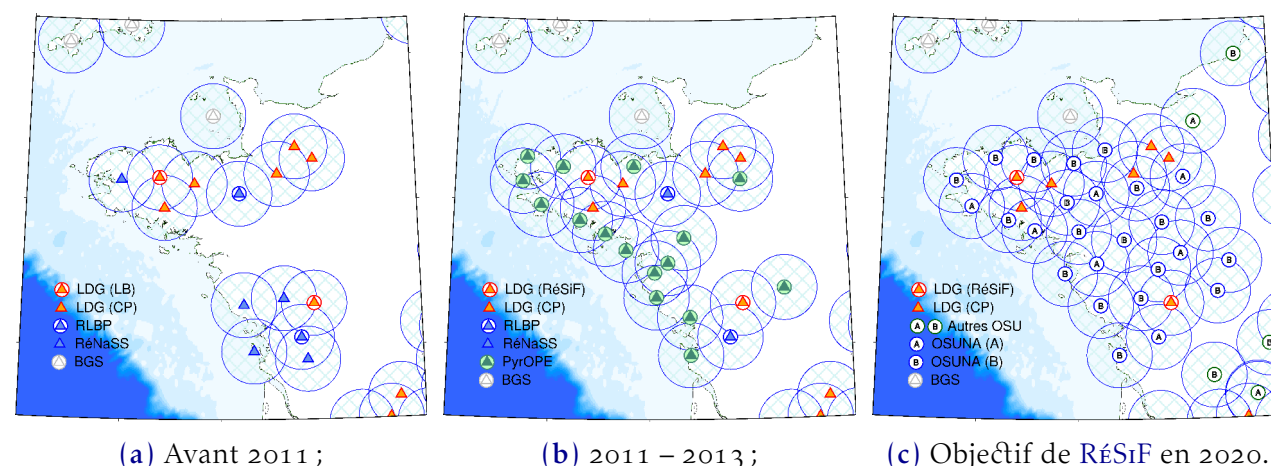 LDG (LB)
LDG (CP)
RLBP
RéNaSS
BGS
LDG (RéSiF)
LDG (CP)
RLBP
PyrOPE
BGS
B
A
B
B
B
B
B
A
A
B
B
A
B
B
A
B
B
B
A
A
B
B
B
B
B
B
A
B
B
B
A
LDG (RéSiF)
LDG (CP)
A B Autres OSU
A OSUNA (A)
B OSUNA (B)
BGS
(a) Avant 2011 ;
(b) 2011 – 2013 ;
(c) Objectif de RÉSIF en 2020.